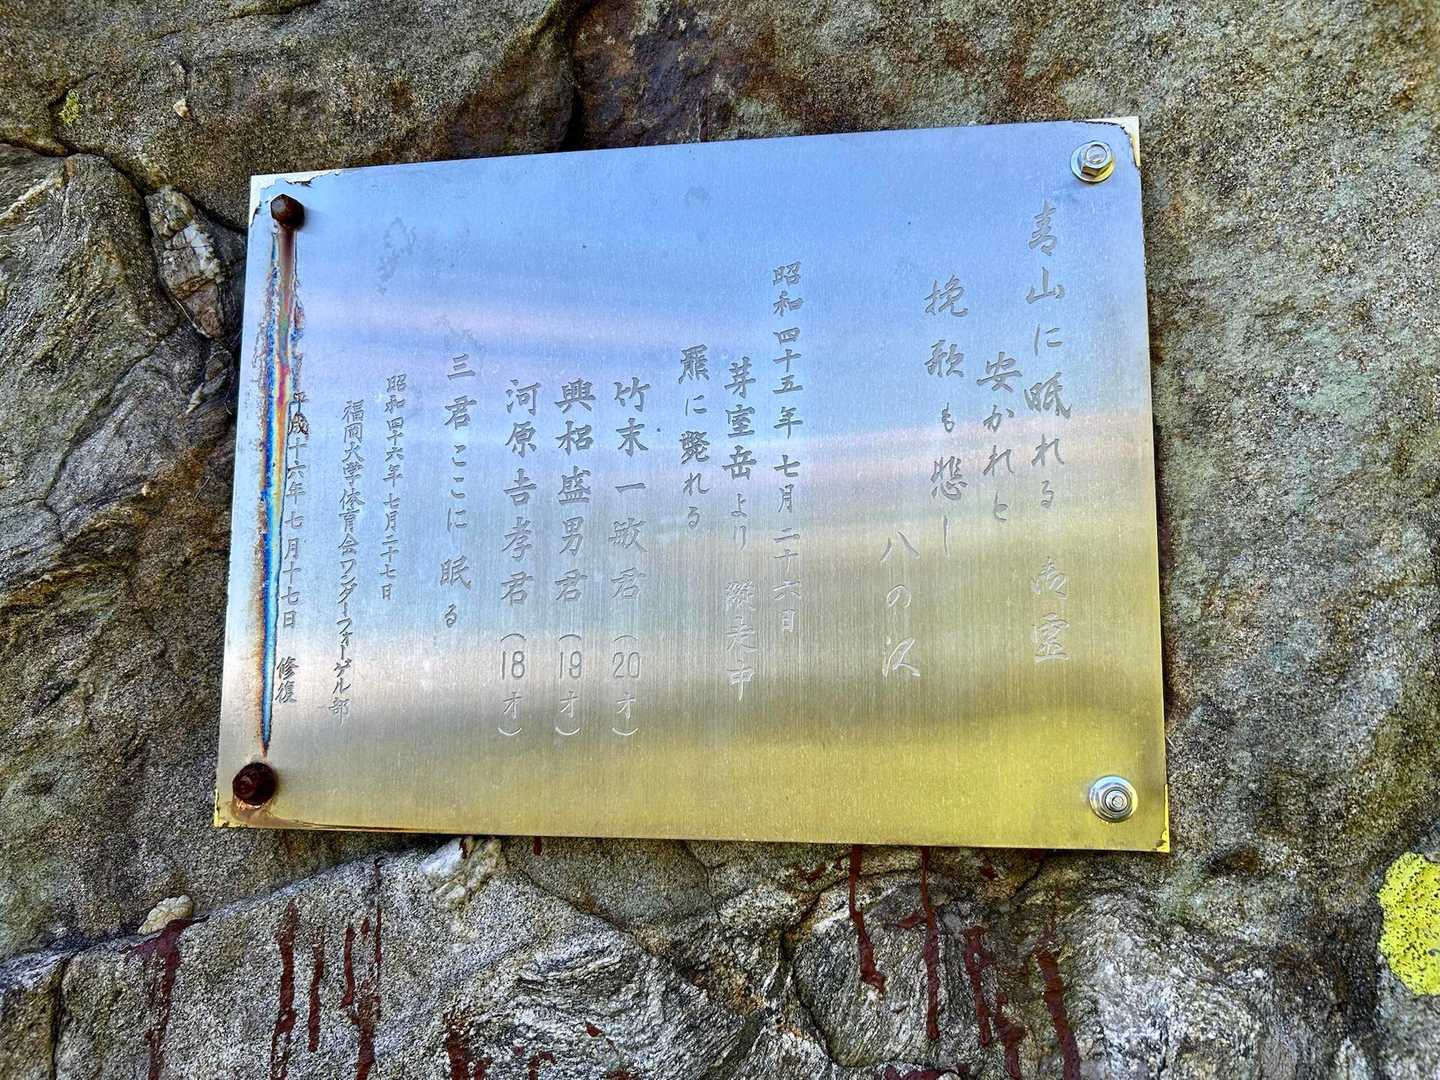 青山に眠れる 御霊
安かれと
挽歌も悲し
八の沢
昭和四十五年 七月二十六日
芽室岳より 縦走中
羆に斃れる
竹末一敏君（20才）
興梠盛男君（19才）
河原吉孝君（18才）
三君ここに眠る
昭和四十六年七月二十七日
福岡大学体育会ワンダーフォーゲル部
平成十六年七月十七日 修復